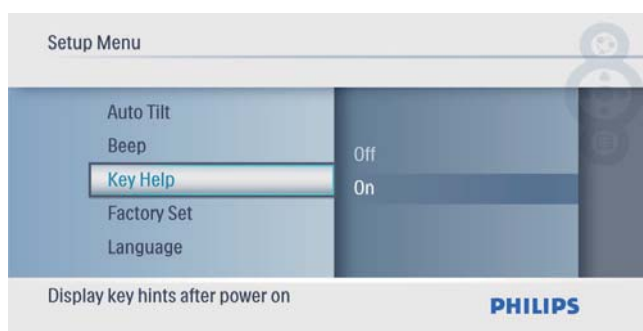 Setup Menu
Auto Tilt
Beep
Key Help
Factory Set
Language
Off
On
Display key hints after power on
PHILIPS